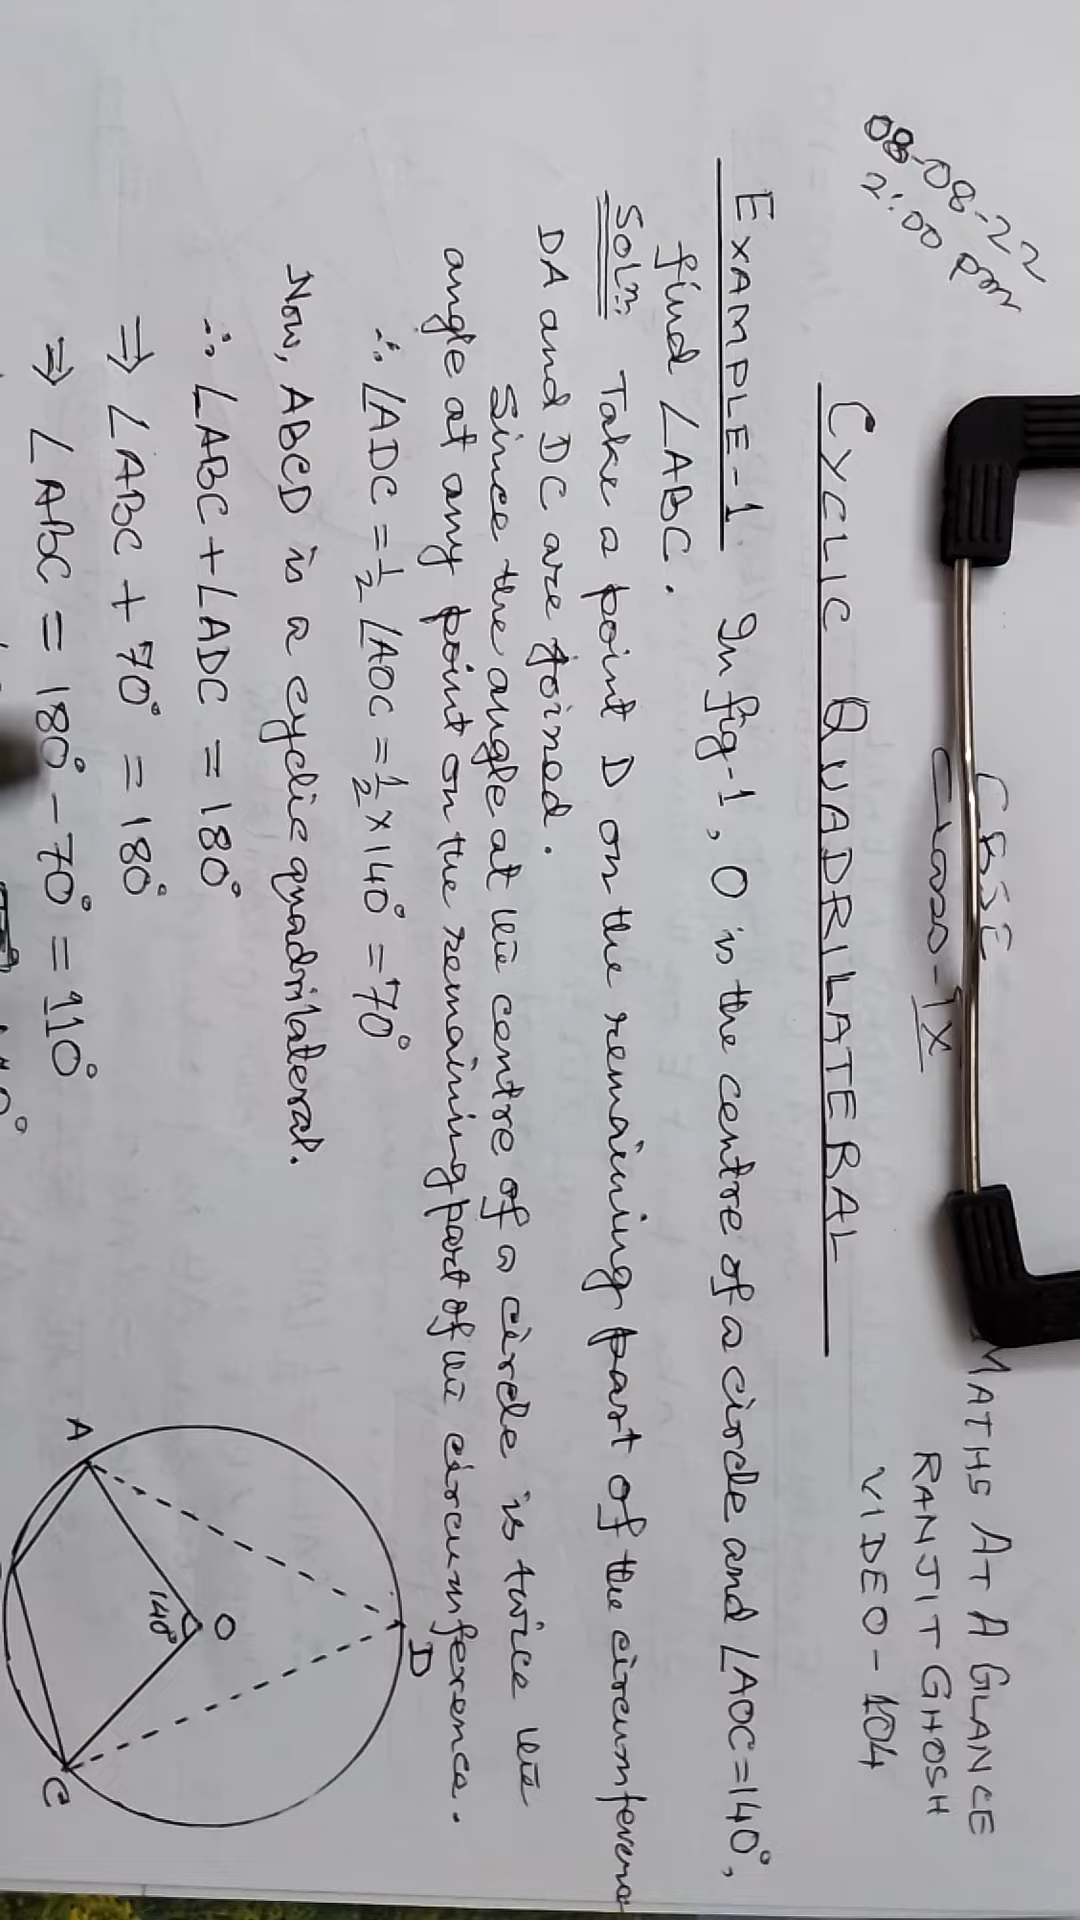 08-08-22
2:00 pm
CBSE
Class-IX
MATHS AT A GLANCE
RANJIT GHOSH
VIDEO-104
CYCLIC QUADRILATERAL
EXAMPLE-1. In fig-1, O is the centre of a circle and ∠AOC=140°,
find ∠ABC.
Soln: Take a point D on the remaining part of the circumference
DA and DC are joined.
Since the angle at the centre of a circle is twice the
angle at any point on the remaining part of the circumference.
∴ ∠ADC = 1/2 ∠AOC = 1/2 × 140° = 70°
Now, ABCD is a cyclic quadrilateral.
∴ ∠ABC + ∠ADC = 180°
⇒ ∠ABC + 70° = 180°
⇒ ∠ABC = 180° - 70° = 110°
D
O
140°
A
C